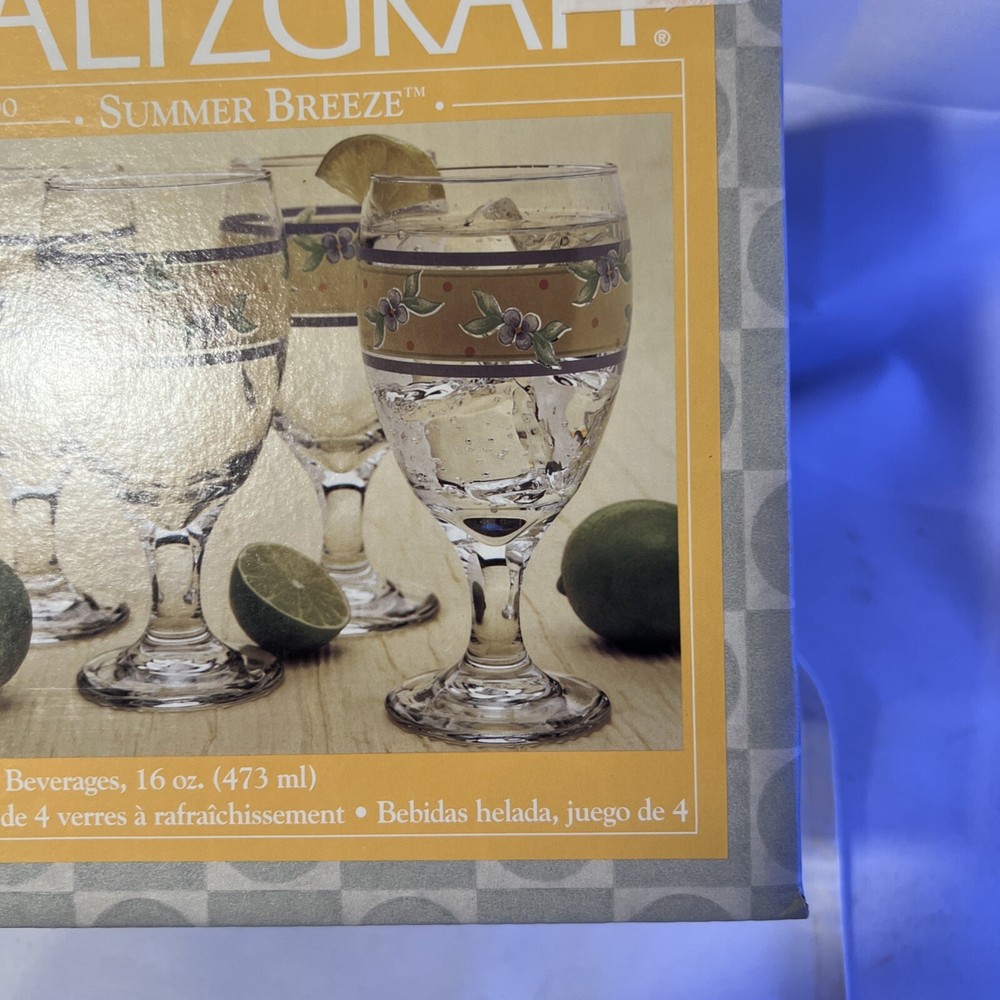 ALTZGRAFF®
• SUMMER BREEZE™ •
Beverages, 16 oz. (473 ml)
de 4 verres à rafraîchissement • Bebidas helada, juego de 4